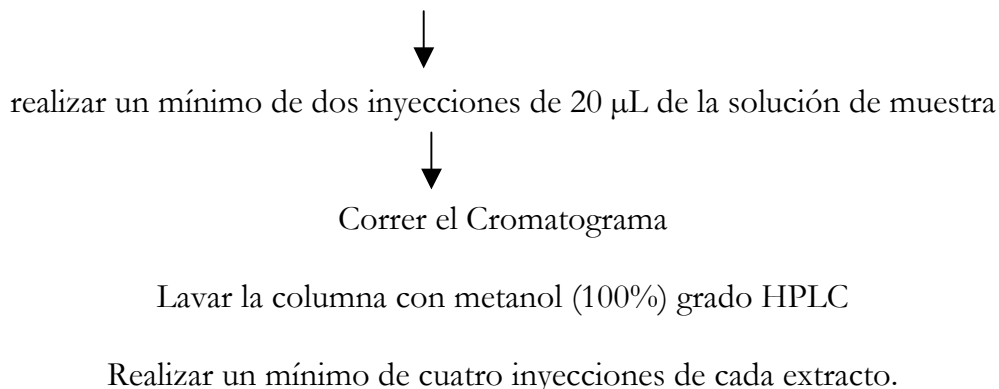 realizar un mínimo de dos inyecciones de 20 μL de la solución de muestra
Correr el Cromatograma
Lavar la columna con metanol (100%) grado HPLC
Realizar un mínimo de cuatro inyecciones de cada extracto.